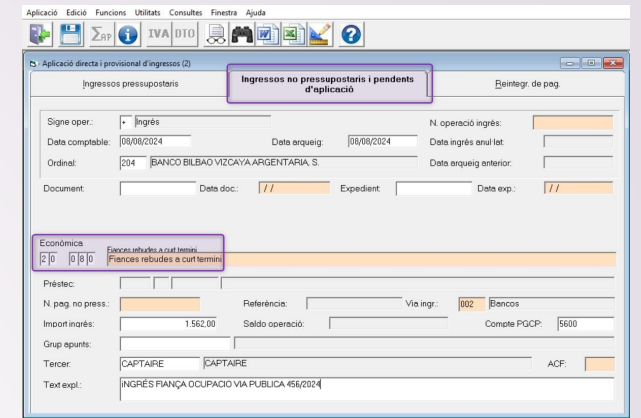 Aplicació Edició Funcions Utilitats Consultes Finestra Ajuda
ΣAP IVA DTO
Aplicació directa i provisional d'ingressos (2)
Ingressos pressupostaris
Ingressos no pressupostaris i pendents
d'aplicació
Reintegr. de pag.
Signe oper.: + Ingrés N. operació ingrés:
Data comptable: 08/08/2024 Data arqueig: 08/08/2024 Data ingrés anul·lat:
Ordinal: 204 BANCO BILBAO VIZCAYA ARGENTARIA, S. Data arqueig anterior:
Document: Data doc.: / / Expedient: Data exp.: / /
Econòmica
Fiances rebudes a curt termini
20 080 Fiances rebudes a curt termini
Préstec:
N. pag. no press.: Referència: Via ingr.: 002 Bancos
Import ingrés: 1.562,00 Saldo operació: Compte PGCP: 5600
Grup apunts:
Tercer: CAPTAIRE CAPTAIRE ACF:
Text expl.: iNGRÉS FIANÇA OCUPACIO VIA PUBLICA 456/2024